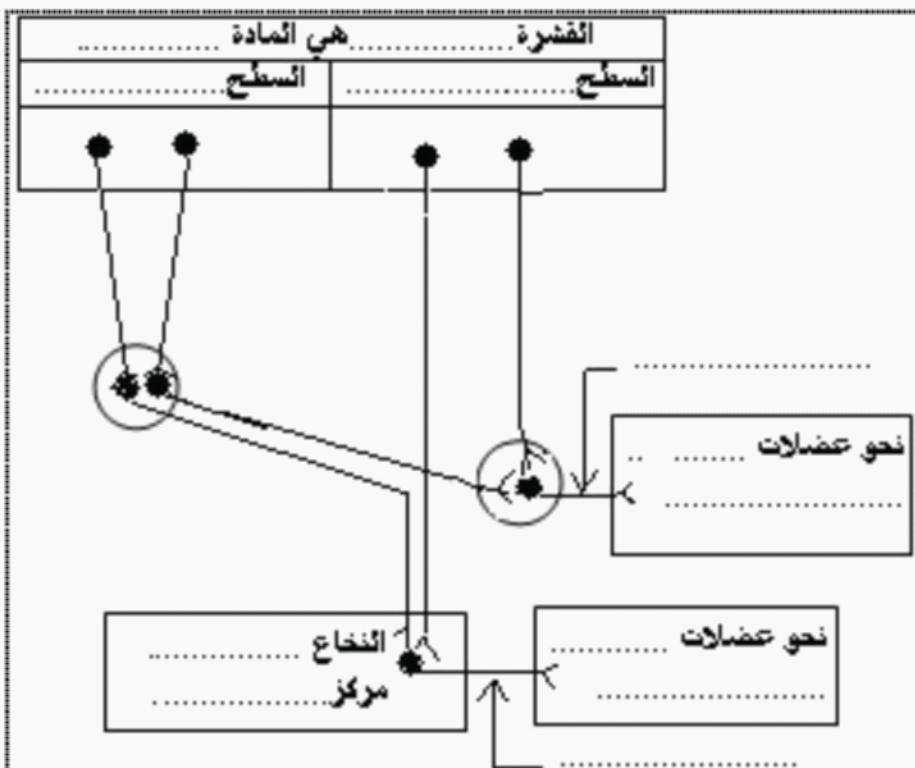 القشرة....................هي المادة ................
السطح............................
السطح.......................
..........................
نحو عضلات ........ ..
..........................
نحو عضلات .............
.........................
النخاع .................
مركز....................
..........................